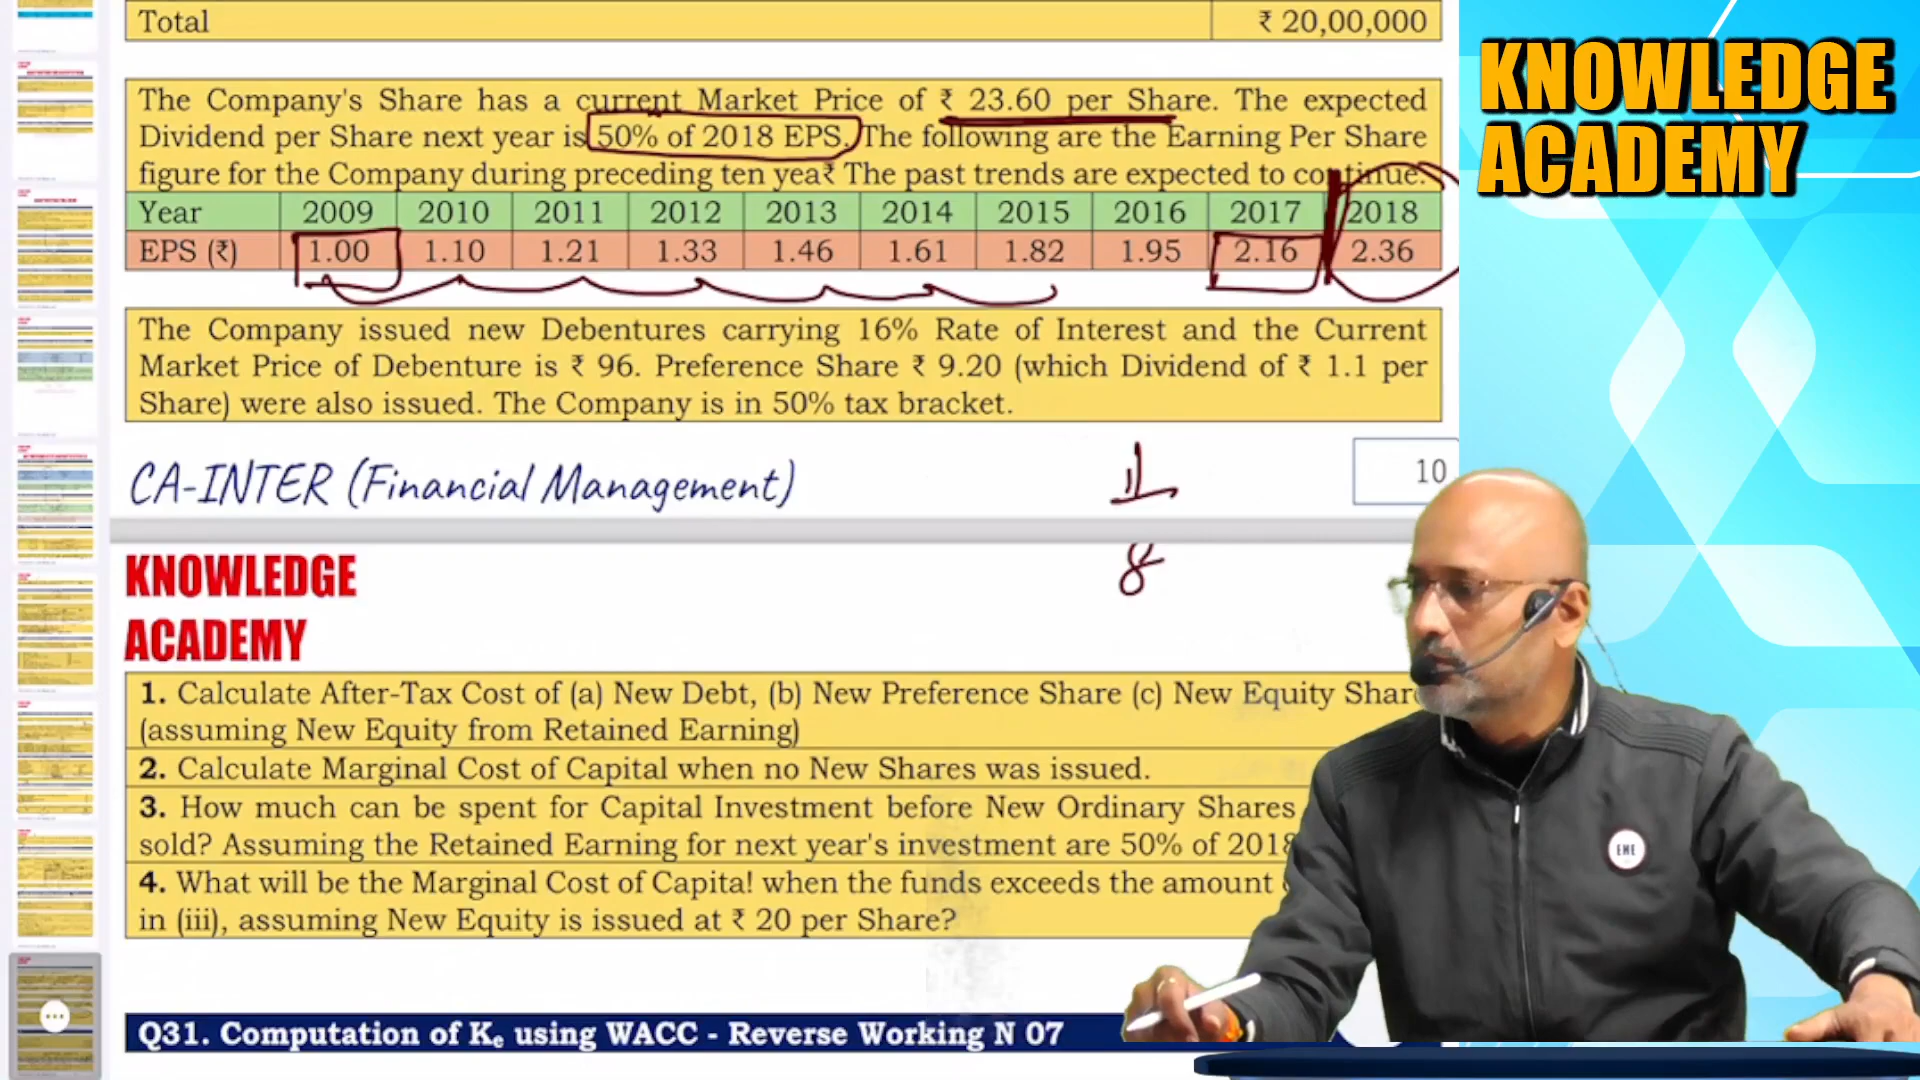 Total ₹ 20,00,000
KNOWLEDGE
ACADEMY
The Company's Share has a current Market Price of ₹ 23.60 per Share. The expected
Dividend per Share next year is 50% of 2018 EPS. The following are the Earning Per Share
figure for the Company during preceding ten yea₹ The past trends are expected to continue.
Year 2009 2010 2011 2012 2013 2014 2015 2016 2017 2018
EPS (₹) 1.00 1.10 1.21 1.33 1.46 1.61 1.82 1.95 2.16 2.36
The Company issued new Debentures carrying 16% Rate of Interest and the Current
Market Price of Debenture is ₹ 96. Preference Share ₹ 9.20 (which Dividend of ₹ 1.1 per
Share) were also issued. The Company is in 50% tax bracket.
CA-INTER (Financial Management)
10
8
KNOWLEDGE
ACADEMY
1. Calculate After-Tax Cost of (a) New Debt, (b) New Preference Share (c) New Equity Share
(assuming New Equity from Retained Earning)
2. Calculate Marginal Cost of Capital when no New Shares was issued.
3. How much can be spent for Capital Investment before New Ordinary Shares
sold? Assuming the Retained Earning for next year's investment are 50% of 2018
4. What will be the Marginal Cost of Capita! when the funds exceeds the amount
in (iii), assuming New Equity is issued at ₹ 20 per Share?
Q31. Computation of Kₑ using WACC - Reverse Working N 07